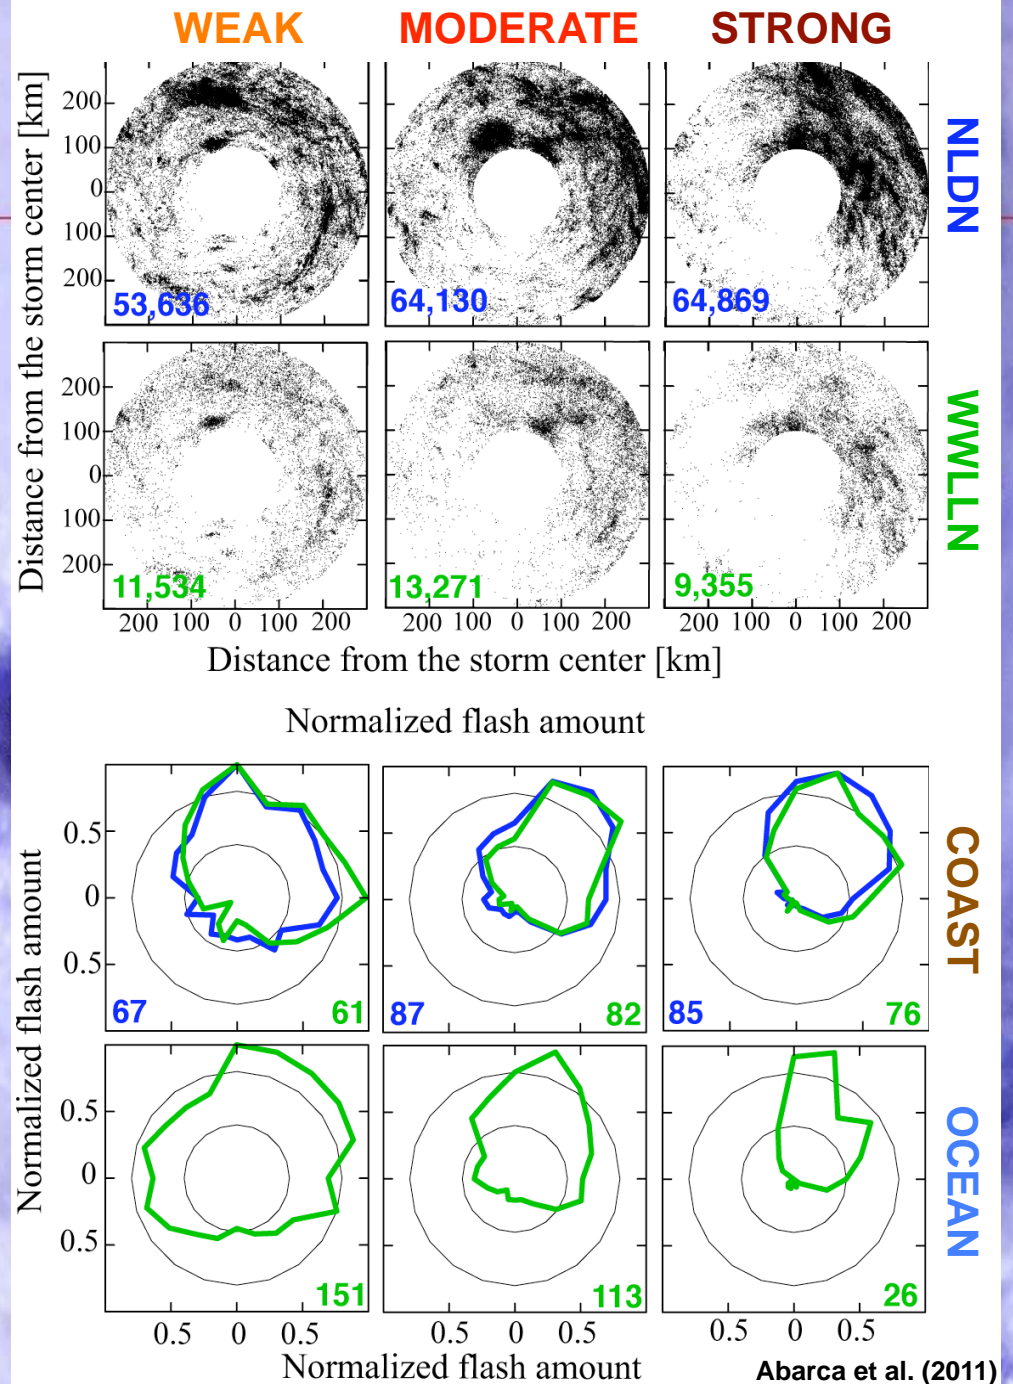 WEAK MODERATE STRONG
Distance from the storm center [km]
200
100
0
100
200
53,636
64,130
64,869
NLDN
200
100
0
100
200
11,534
13,271
9,355
WWLLN
200 100 0 100 200 200 100 0 100 200 200 100 0 100 200
Distance from the storm center [km]
Normalized flash amount
Normalized flash amount
0.5
0
0.5
67 61
87 82
85 76
COAST
0.5
0
0.5
151
113
26
OCEAN
0.5 0 0.5 0.5 0 0.5 0.5 0 0.5
Normalized flash amount
Abarca et al. (2011)